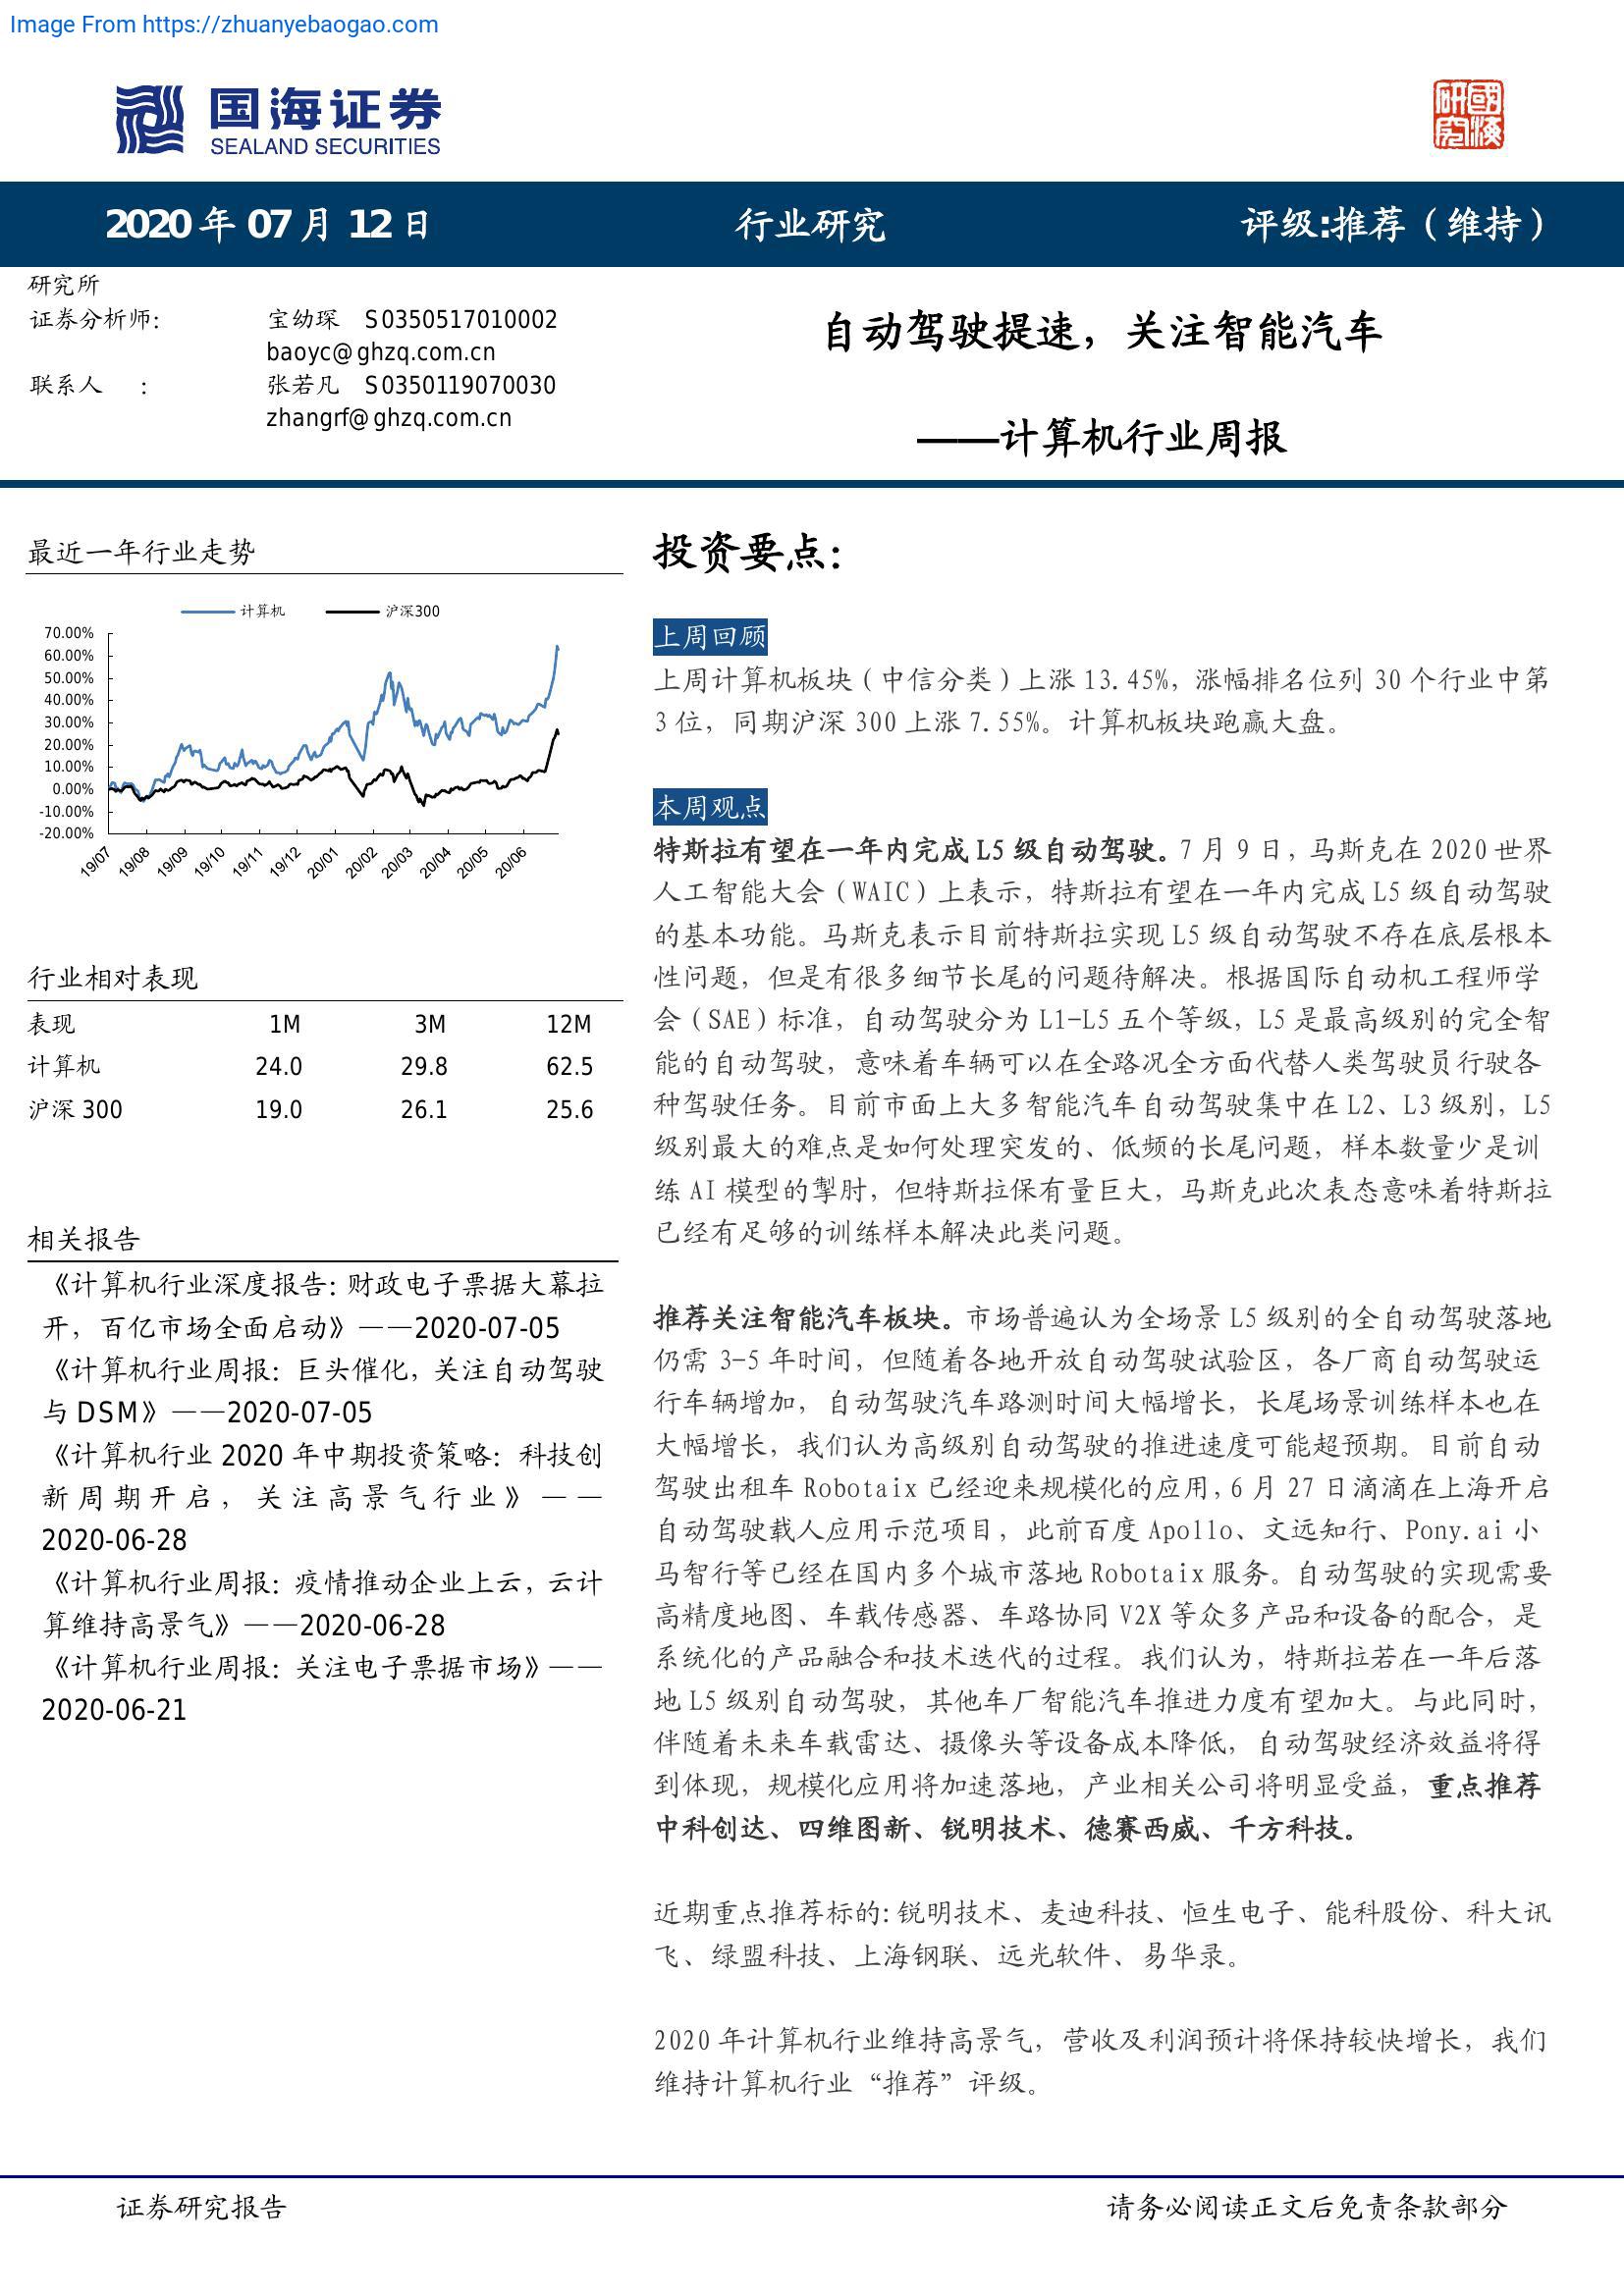 Image From https://zhuanyebaogao.com
国海证券
SEALAND SECURITIES
國海
研究
2020 年 07 月 12 日
行业研究
评级:推荐（维持）
研究所
证券分析师: 宝幼琛 S0350517010002
baoyc@ghzq.com.cn
联系人 : 张若凡 S0350119070030
zhangrf@ghzq.com.cn
自动驾驶提速，关注智能汽车
——计算机行业周报
最近一年行业走势
计算机 沪深300
70.00%
60.00%
50.00%
40.00%
30.00%
20.00%
10.00%
0.00%
-10.00%
-20.00%
19/07 19/08 19/09 19/10 19/11 19/12 20/01 20/02 20/03 20/04 20/05 20/06
行业相对表现
表现 1M 3M 12M
计算机 24.0 29.8 62.5
沪深 300 19.0 26.1 25.6
相关报告
《计算机行业深度报告: 财政电子票据大幕拉
开，百亿市场全面启动》——2020-07-05
《计算机行业周报: 巨头催化，关注自动驾驶
与 DSM》——2020-07-05
《计算机行业 2020 年中期投资策略: 科技创
新周期开启，关注高景气行业》——
2020-06-28
《计算机行业周报: 疫情推动企业上云，云计
算维持高景气》——2020-06-28
《计算机行业周报: 关注电子票据市场》——
2020-06-21
投资要点:
上周回顾
上周计算机板块（中信分类）上涨 13.45%，涨幅排名位列 30 个行业中第
3 位，同期沪深 300 上涨 7.55%。计算机板块跑赢大盘。
本周观点
特斯拉有望在一年内完成 L5 级自动驾驶。7 月 9 日，马斯克在 2020 世界
人工智能大会（WAIC）上表示，特斯拉有望在一年内完成 L5 级自动驾驶
的基本功能。马斯克表示目前特斯拉实现 L5 级自动驾驶不存在底层根本
性问题，但是有很多细节长尾的问题待解决。根据国际自动机工程师学
会（SAE）标准，自动驾驶分为 L1-L5 五个等级，L5 是最高级别的完全智
能的自动驾驶，意味着车辆可以在全路况全方面代替人类驾驶员行驶各
种驾驶任务。目前市面上大多智能汽车自动驾驶集中在 L2、L3 级别，L5
级别最大的难点是如何处理突发的、低频的长尾问题，样本数量少是训
练 AI 模型的掣肘，但特斯拉保有量巨大，马斯克此次表态意味着特斯拉
已经有足够的训练样本解决此类问题。
推荐关注智能汽车板块。市场普遍认为全场景 L5 级别的全自动驾驶落地
仍需 3-5 年时间，但随着各地开放自动驾驶试验区，各厂商自动驾驶运
行车辆增加，自动驾驶汽车路测时间大幅增长，长尾场景训练样本也在
大幅增长，我们认为高级别自动驾驶的推进速度可能超预期。目前自动
驾驶出租车 Robotaix 已经迎来规模化的应用，6 月 27 日滴滴在上海开启
自动驾驶载人应用示范项目，此前百度 Apollo、文远知行、Pony.ai 小
马智行等已经在国内多个城市落地 Robotaix 服务。自动驾驶的实现需要
高精度地图、车载传感器、车路协同 V2X 等众多产品和设备的配合，是
系统化的产品融合和技术迭代的过程。我们认为，特斯拉若在一年后落
地 L5 级别自动驾驶，其他车厂智能汽车推进力度有望加大。与此同时，
伴随着未来车载雷达、摄像头等设备成本降低，自动驾驶经济效益将得
到体现，规模化应用将加速落地，产业相关公司将明显受益，重点推荐
中科创达、四维图新、锐明技术、德赛西威、千方科技。
近期重点推荐标的: 锐明技术、麦迪科技、恒生电子、能科股份、科大讯
飞、绿盟科技、上海钢联、远光软件、易华录。
2020 年计算机行业维持高景气，营收及利润预计将保持较快增长，我们
维持计算机行业“推荐”评级。
证券研究报告
请务必阅读正文后免责条款部分